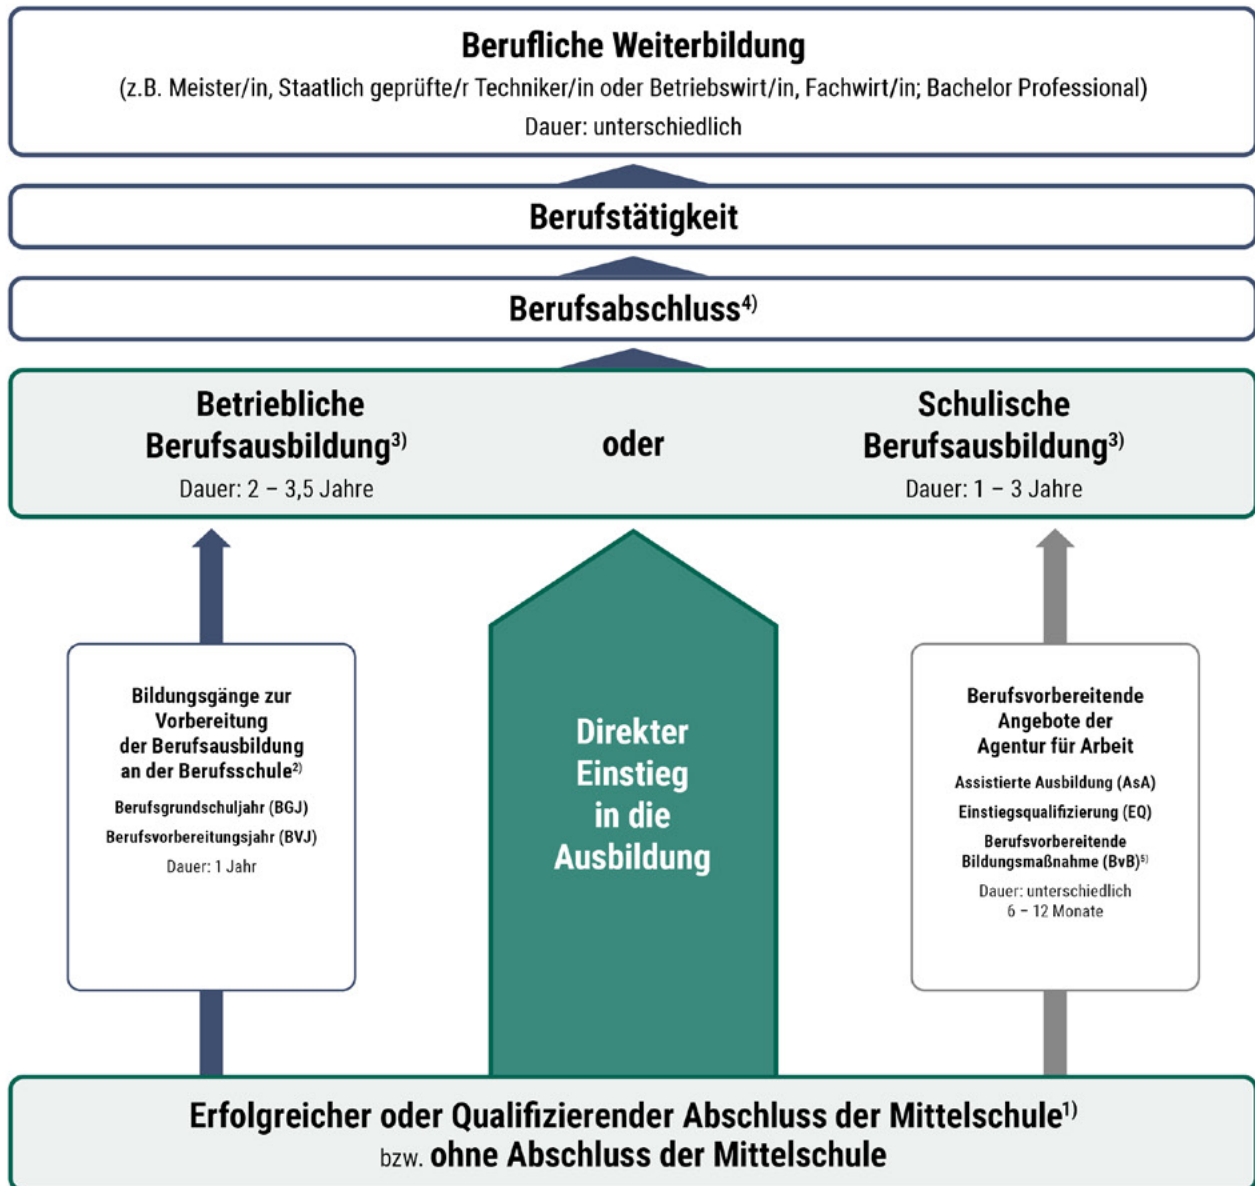 Berufliche Weiterbildung
(z.B. Meister/in, Staatlich geprüfte/r Techniker/in oder Betriebswirt/in, Fachwirt/in; Bachelor Professional)
Dauer: unterschiedlich
Berufstätigkeit
Berufsabschluss⁴⁾
Betriebliche
Berufsausbildung³⁾
Dauer: 2 – 3,5 Jahre
oder
Schulische
Berufsausbildung³⁾
Dauer: 1 – 3 Jahre
Bildungsgänge zur
Vorbereitung
der Berufsausbildung
an der Berufsschule²⁾
Berufsgrundschuljahr (BGJ)
Berufsvorbereitungsjahr (BVJ)
Dauer: 1 Jahr
Direkter
Einstieg
in die
Ausbildung
Berufsvorbereitende
Angebote der
Agentur für Arbeit
Assistierte Ausbildung (AsA)
Einstiegsqualifizierung (EQ)
Berufsvorbereitende
Bildungsmaßnahme (BvB)⁵⁾
Dauer: unterschiedlich
6 – 12 Monate
Erfolgreicher oder Qualifizierender Abschluss der Mittelschule¹⁾
bzw. ohne Abschluss der Mittelschule